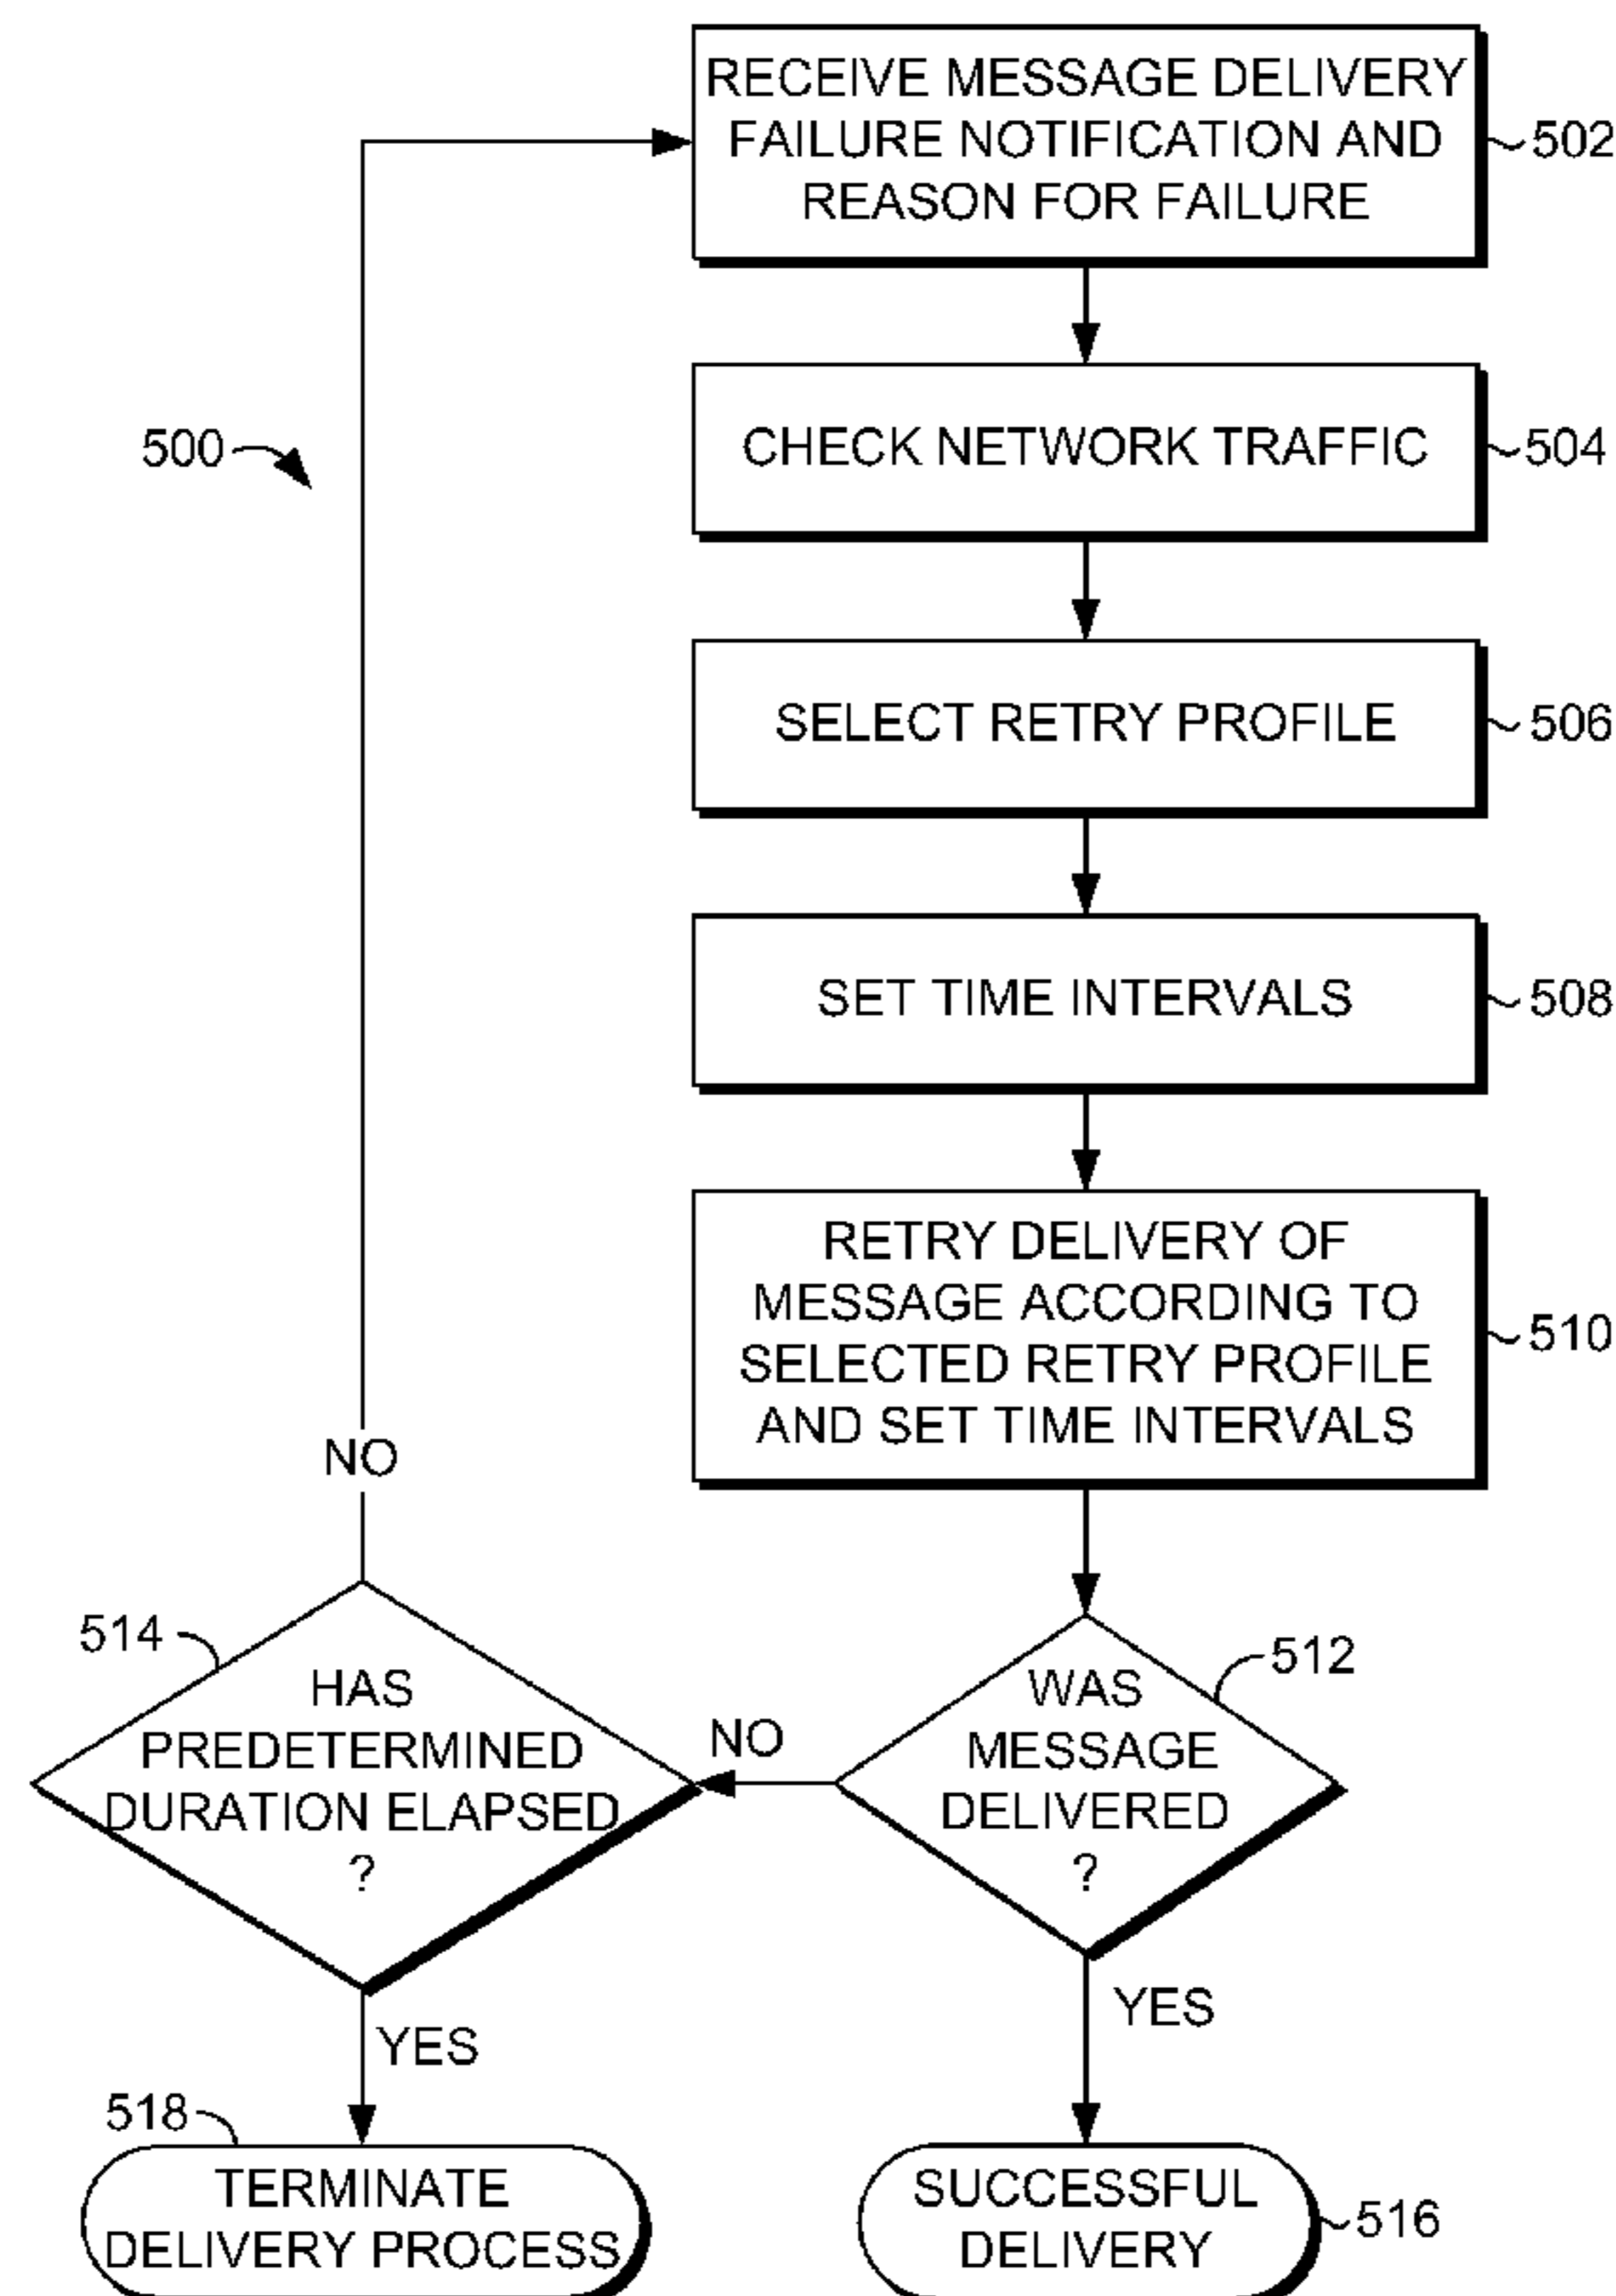 RECEIVE MESSAGE DELIVERY
FAILURE NOTIFICATION AND
REASON FOR FAILURE
502
500
CHECK NETWORK TRAFFIC
504
SELECT RETRY PROFILE
506
SET TIME INTERVALS
508
RETRY DELIVERY OF
MESSAGE ACCORDING TO
SELECTED RETRY PROFILE
AND SET TIME INTERVALS
510
NO
514
HAS
PREDETERMINED
DURATION ELAPSED
?
NO
512
WAS
MESSAGE
DELIVERED
?
YES
YES
518
TERMINATE
DELIVERY PROCESS
SUCCESSFUL
DELIVERY
516